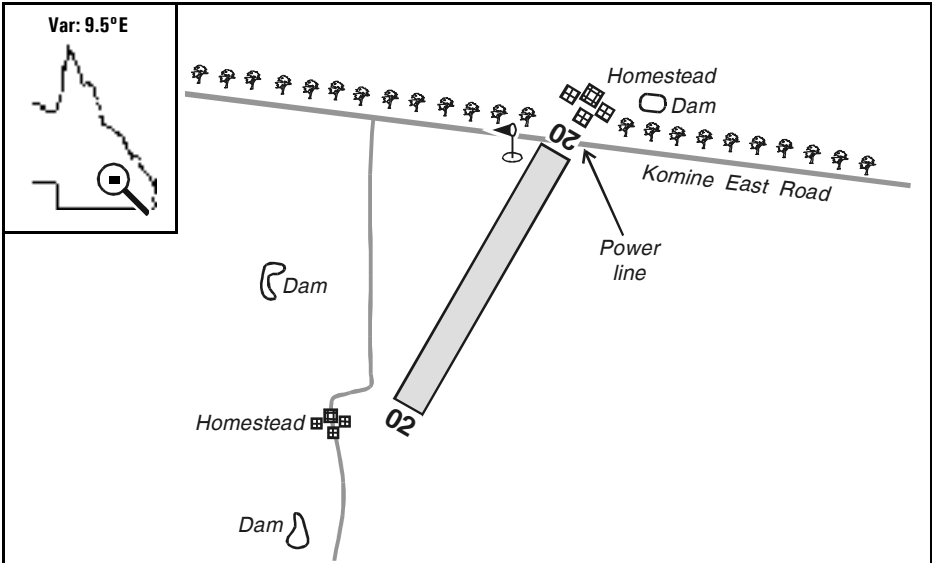 Var: 9.5°E
Homestead
Dam
20
Komine East Road
Power
line
Dam
Homestead
02
Dam